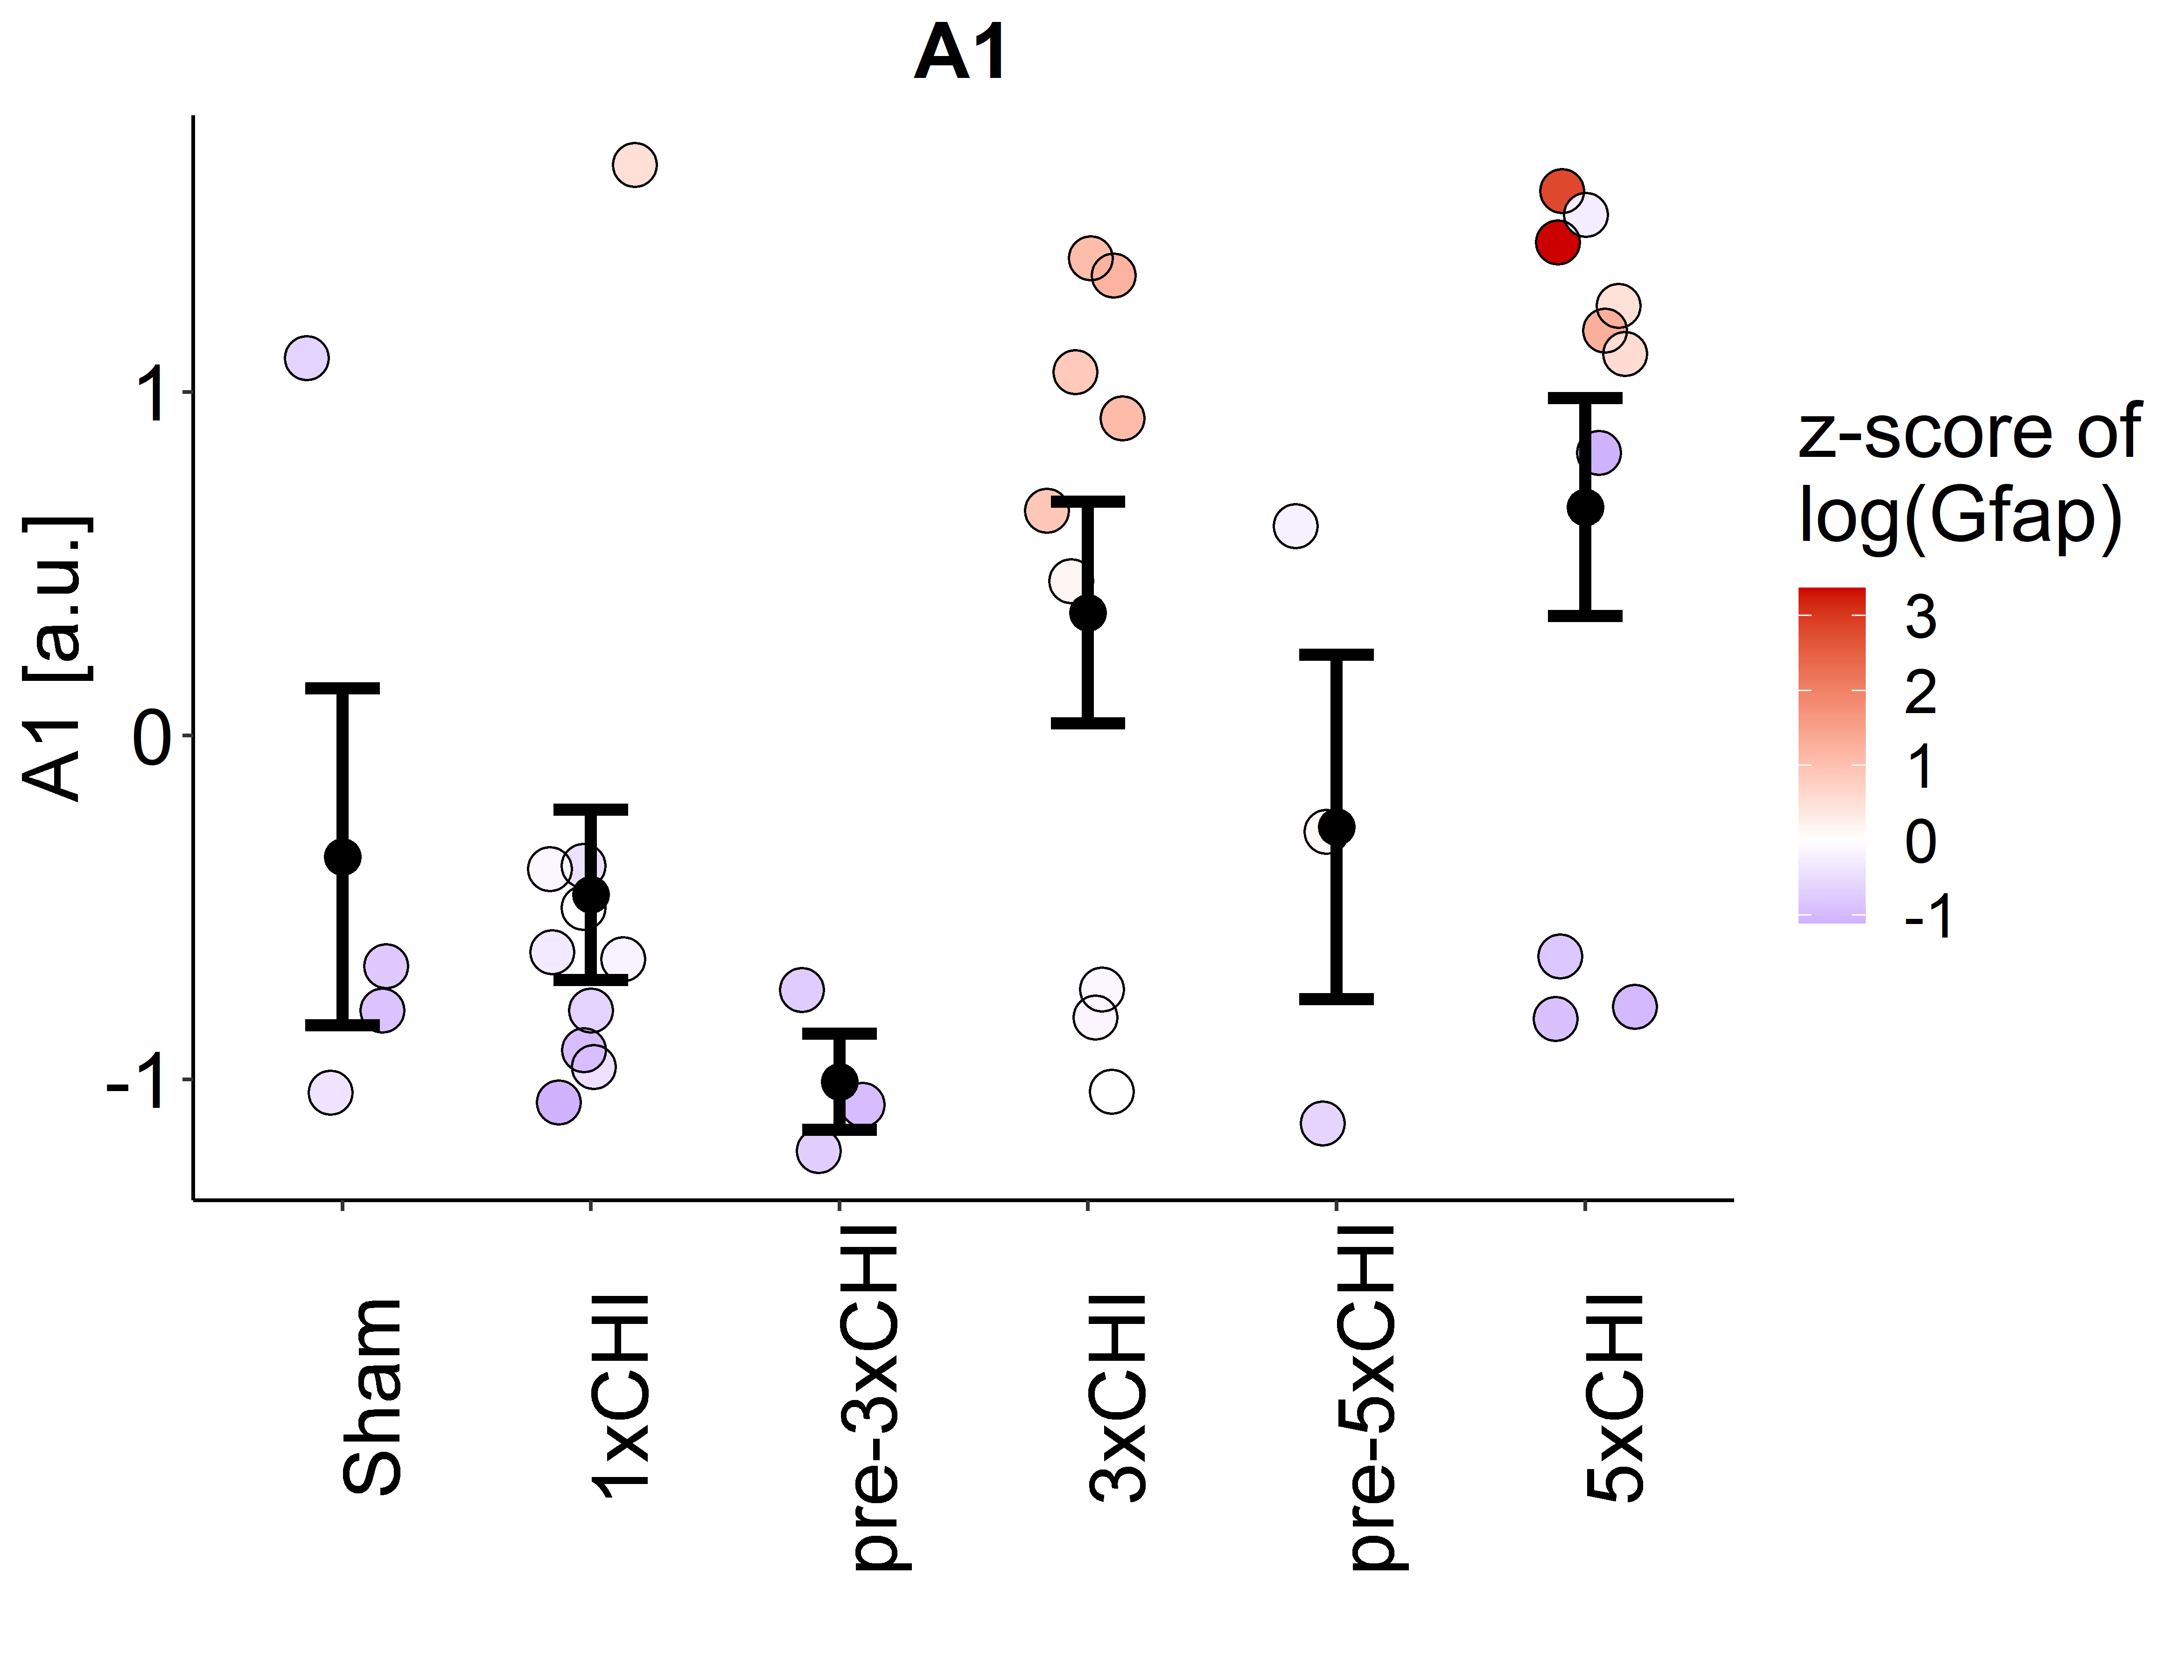 A1
A1 [a.u.]
1
0
-1
Sham
1xCHI
pre-3xCHI
3xCHI
pre-5xCHI
5xCHI
z-score of
log(Gfap)
3
2
1
0
-1